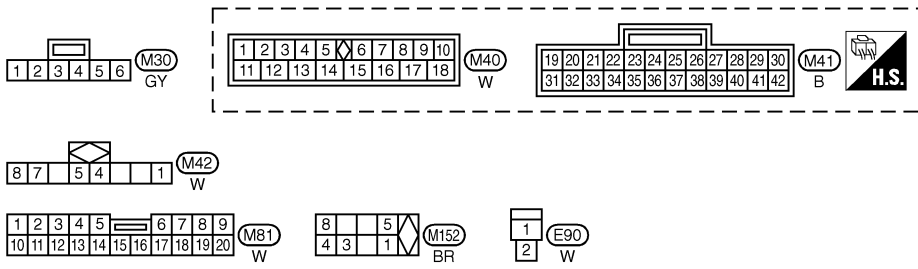 1 2 3 4 5 6 M30
GY
1 2 3 4 5 6 7 8 9 10 M40
11 12 13 14 15 16 17 18
W
19 20 21 22 23 24 25 26 27 28 29 30 M41
31 32 33 34 35 36 37 38 39 40 41 42
B
H.S.
8 7 5 4 1 M42
W
1 2 3 4 5 6 7 8 9 M81
10 11 12 13 14 15 16 17 18 19 20
W
8 5 M152
4 3 1
BR
1 E90
2 W